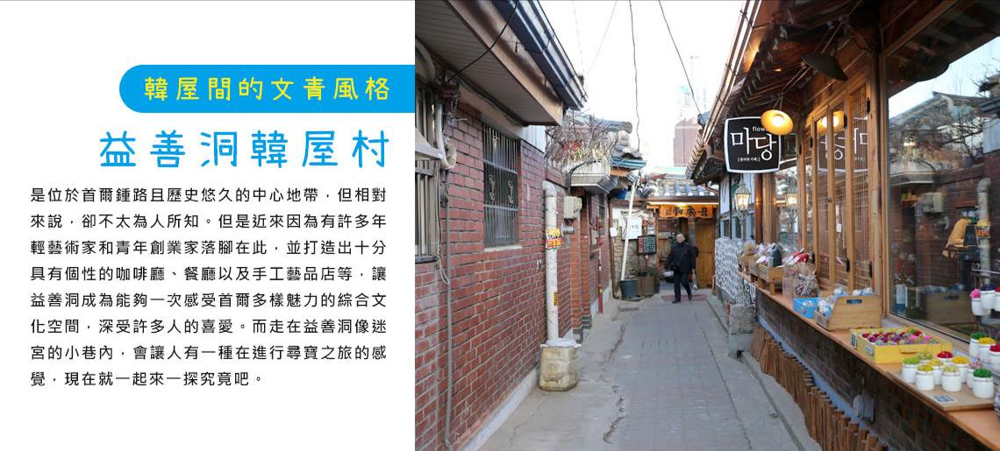 韓屋間的文青風格
益善洞韓屋村
是位於首爾鍾路且歷史悠久的中心地帶，但相對
來說，卻不太為人所知。但是近來因為有許多年
輕藝術家和青年創業家落腳在此，並打造出十分
具有個性的咖啡廳、餐廳以及手工藝品店等，讓
益善洞成為能夠一次感受首爾多樣魅力的綜合文
化空間，深受許多人的喜愛。而走在益善洞像迷
宮的小巷內，會讓人有一種在進行尋寶之旅的感
覺，現在就一起來一探究竟吧。
flow
마당